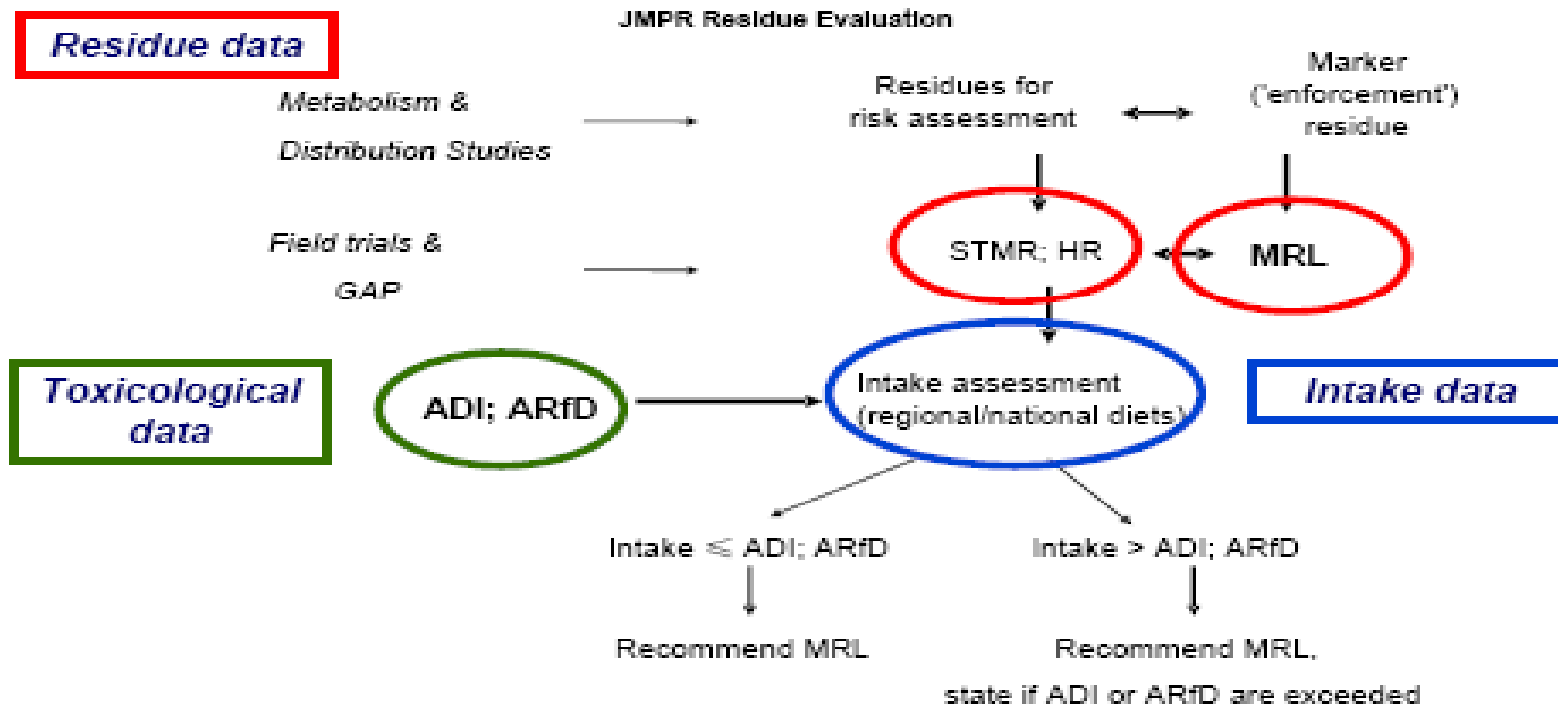 JMPR Residue Evaluation
Residue data
Metabolism &
Distribution Studies
Residues for
risk assessment
Marker
('enforcement')
residue
Field trials &
GAP
STMR; HR
MRL
Toxicological
data
ADI; ARfD
Intake assessment
(regional/national diets)
Intake data
Intake ⩽ ADI; ARfD
Intake > ADI; ARfD
Recommend MRL
Recommend MRL,
state if ADI or ARfD are exceeded